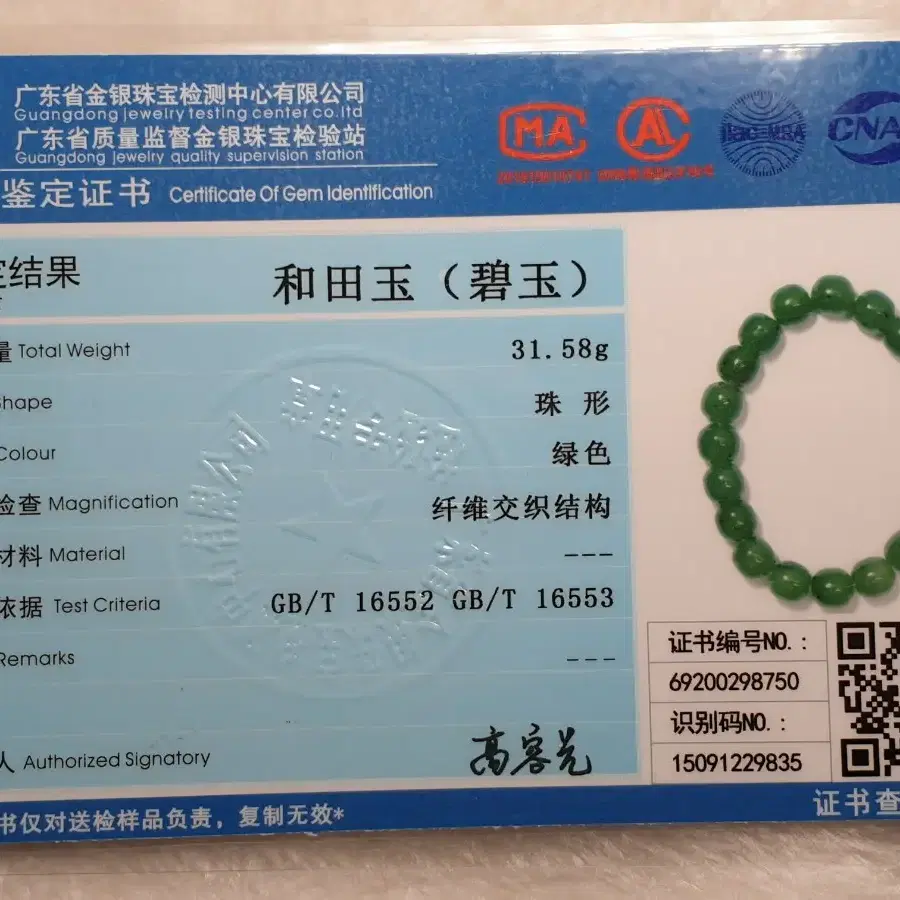 广东省金银珠宝检测中心有限公司
Guangdong jewelry testing center co.ltd
广东省质量监督金银珠宝检验站
Guangdong jewelry quality supervision station
鉴定证书 Certificate Of Gem Identification
MA
AL
ilac-MRA
CNA
结果
和田玉（碧玉）
量 Total Weight 31.58g
Shape 珠 形
Colour 绿色
检查 Magnification 纤维交织结构
材料 Material ---
依据 Test Criteria GB/T 16552 GB/T 16553
Remarks ---
人 Authorized Signatory
证书编号NO.:
69200298750
识别码NO.:
15091229835
书仅对送检样品负责，复制无效*
证书查